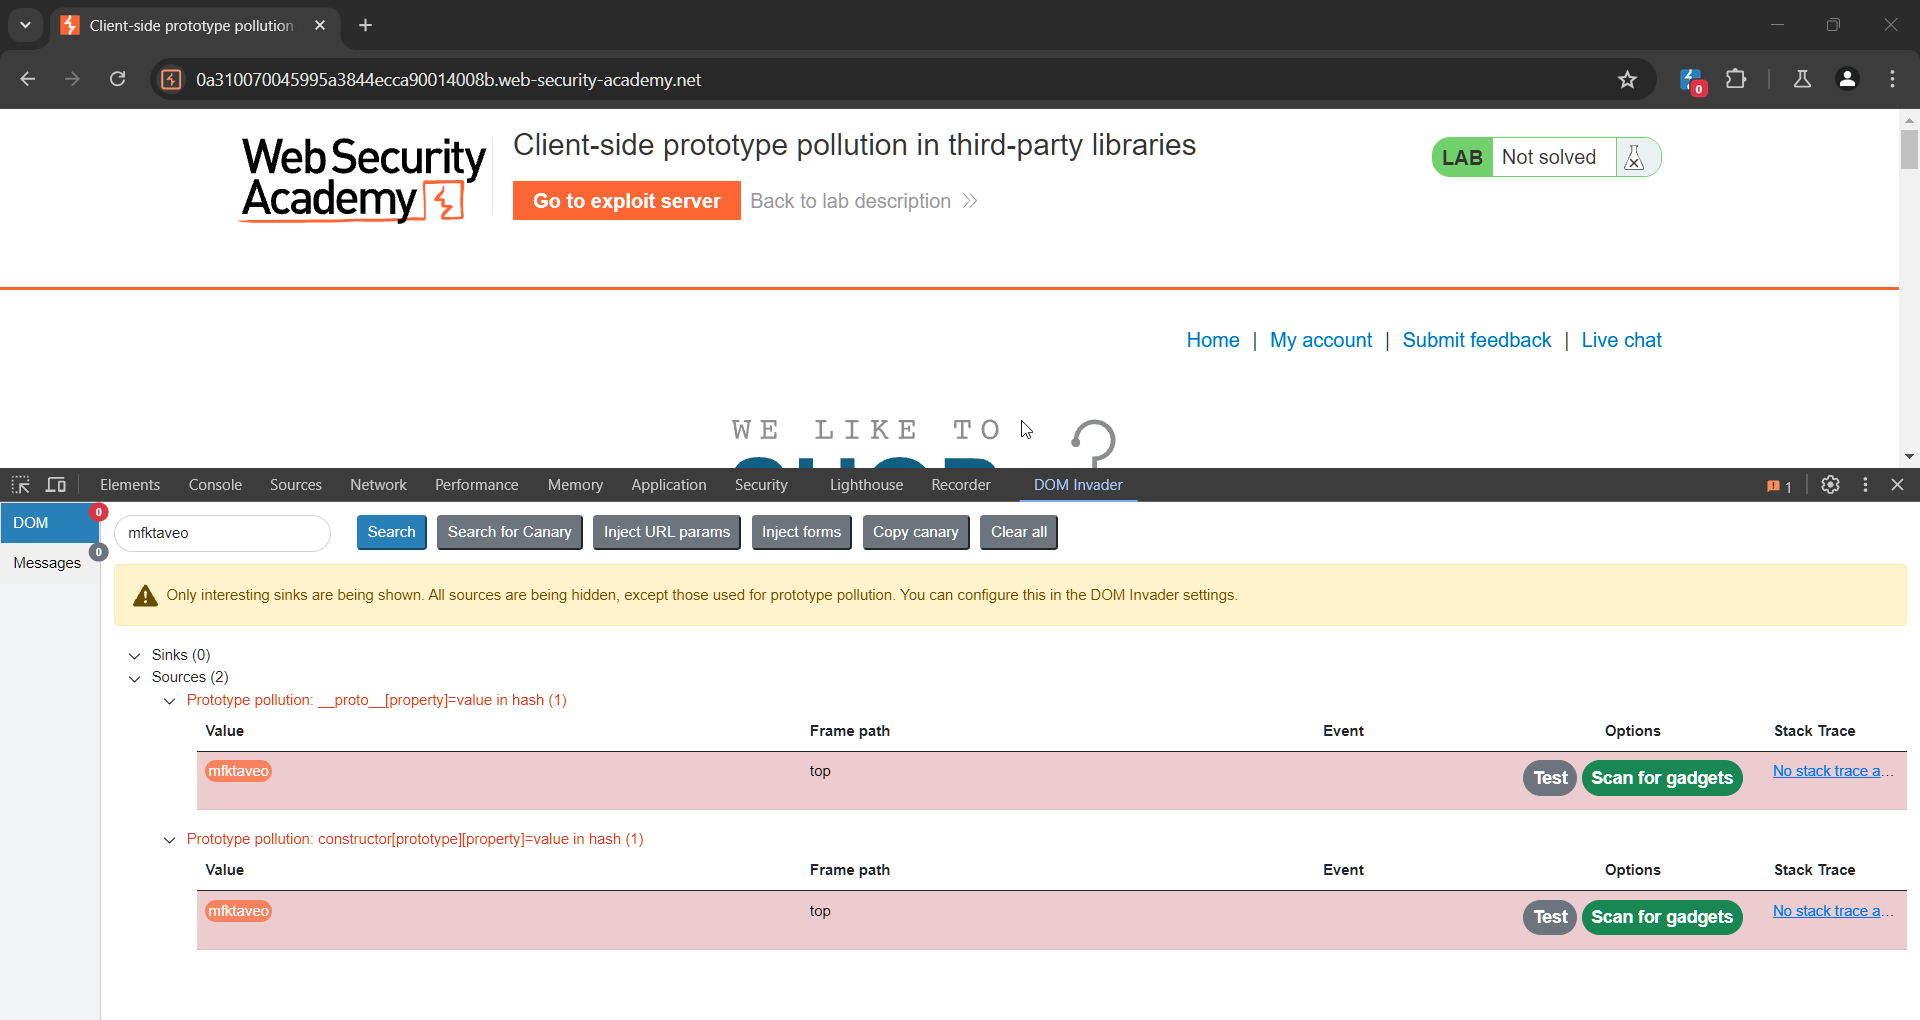 Client-side prototype pollution
0a310070045995a3844ecca90014008b.web-security-academy.net
0
Web Security
Academy
Client-side prototype pollution in third-party libraries
Go to exploit server
Back to lab description
LAB
Not solved
Home | My account | Submit feedback | Live chat
WE LIKE TO
Elements Console Sources Network Performance Memory Application Security Lighthouse Recorder DOM Invader 1
DOM 0
Messages 0
mfktaveo
Search
Search for Canary
Inject URL params
Inject forms
Copy canary
Clear all
Only interesting sinks are being shown. All sources are being hidden, except those used for prototype pollution. You can configure this in the DOM Invader settings.
Sinks (0)
Sources (2)
Prototype pollution: __proto__[property]=value in hash (1)
Value Frame path Event Options Stack Trace
mfktaveo top Test Scan for gadgets No stack trace a...
Prototype pollution: constructor[prototype][property]=value in hash (1)
Value Frame path Event Options Stack Trace
mfktaveo top Test Scan for gadgets No stack trace a...